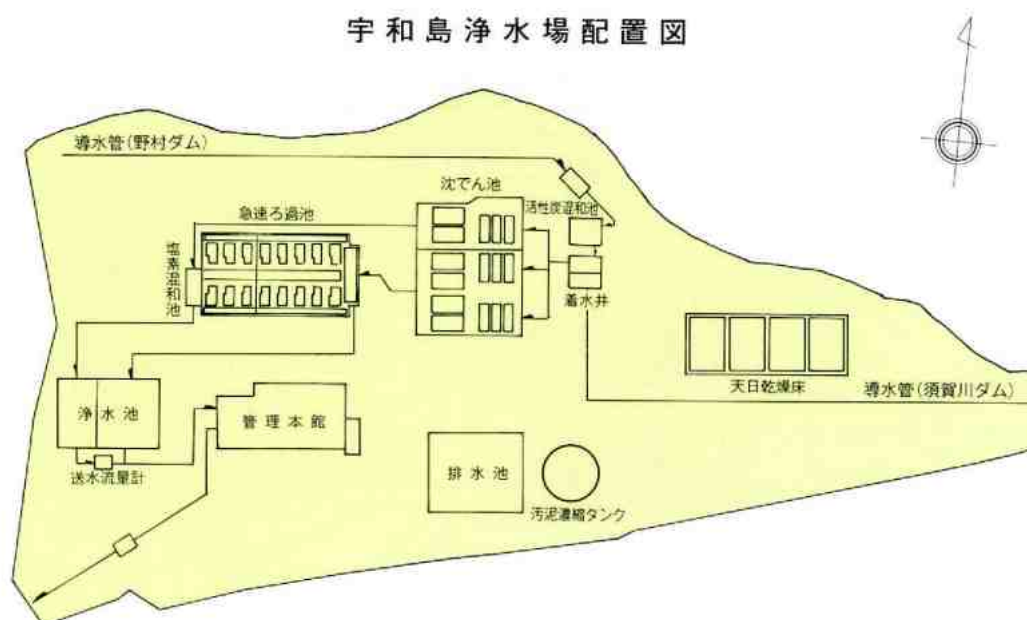 宇和島浄水場配置図
導水管(野村ダム)
沈でん池
活性炭混和池
急速ろ過池
塩素混和池
着水井
天日乾燥床
導水管(須賀川ダム)
浄水池
管理本館
送水流量計
排水池
汚泥濃縮タンク